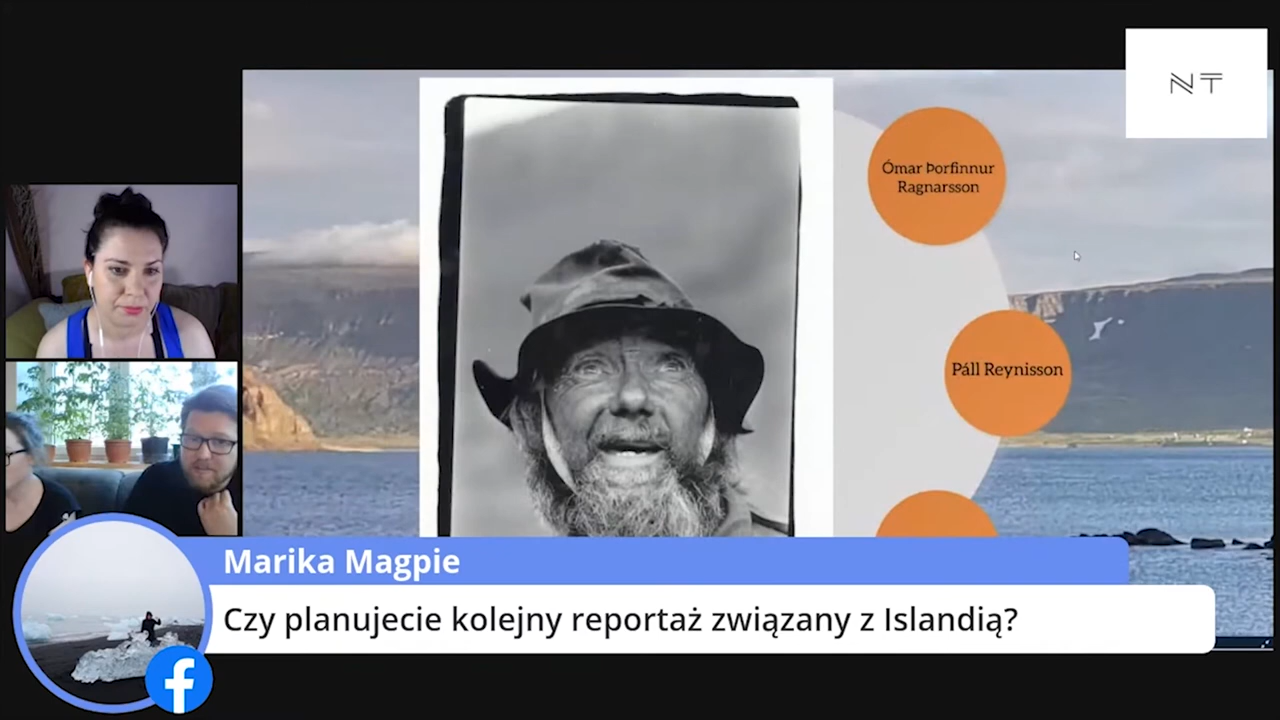 NT
Ómar Þorfinnur
Ragnarsson
Páll Reynisson
Marika Magpie
Czy planujecie kolejny reportaż związany z Islandią?